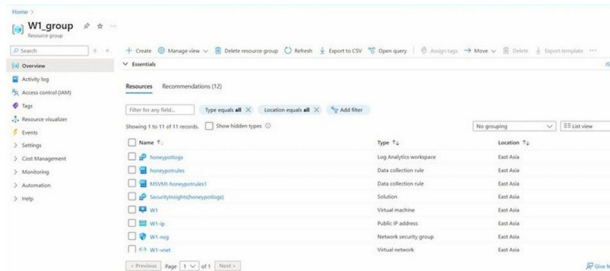 Home >
W1_group
Resource group
Search
+ Create Manage view Delete resource group Refresh Export to CSV Open query Assign tags Move Delete Export template
Overview
Essentials
Activity log
Access control (IAM)
Tags
Resource visualizer
Events
Settings
Cost Management
Monitoring
Automation
Help
Resources Recommendations (12)
Filter for any field... Type equals all Location equals all Add filter
Showing 1 to 11 of 11 records. Show hidden types No grouping List view
Name Type Location
honeypotlogs Log Analytics workspace East Asia
honeypotrules Data collection rule East Asia
MSVMI-honeypotrules1 Data collection rule East Asia
SecurityInsights(honeypotlogs) Solution East Asia
W1 Virtual machine East Asia
W1-ip Public IP address East Asia
W1-nsg Network security group East Asia
W1-vnet Virtual network East Asia
< Previous Page 1 of 1 Next >
Give fe